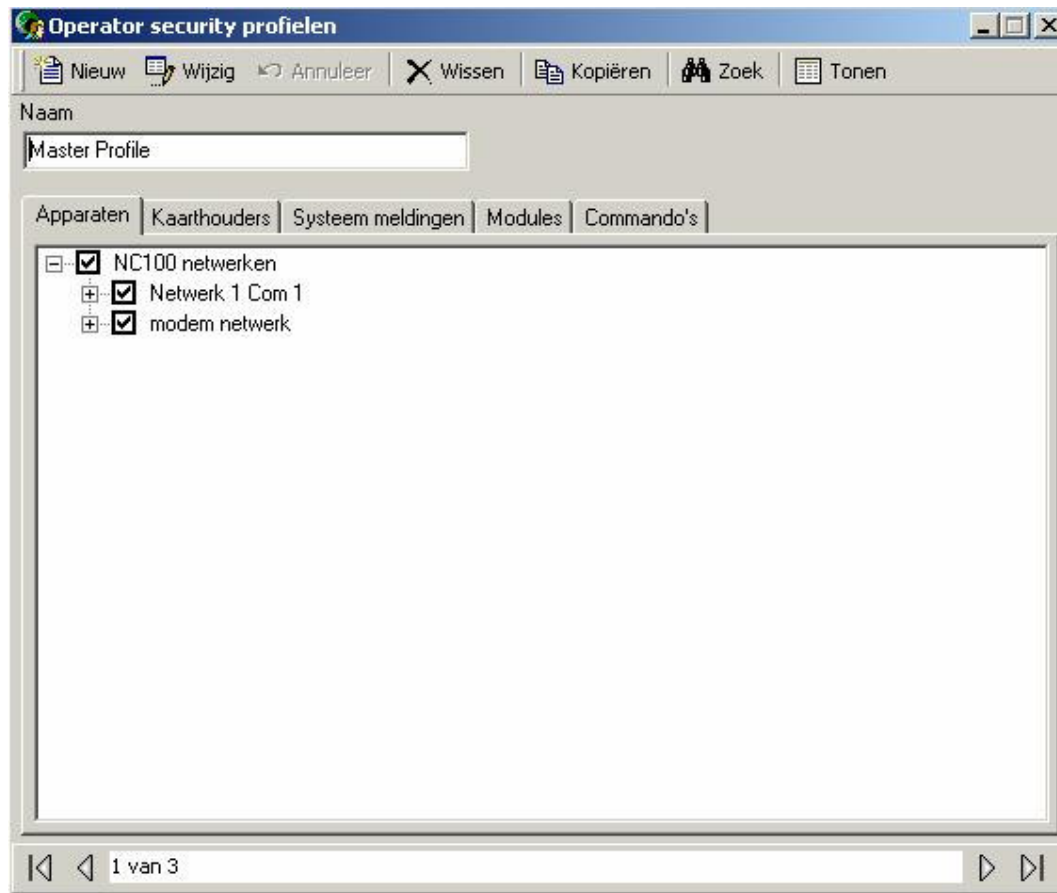 Operator security profielen
Nieuw Wijzig Annuleer Wissen Kopiëren Zoek Tonen
Naam
Master Profile
Apparaten Kaarthouders Systeem meldingen Modules Commando's
NC100 netwerken
Netwerk 1 Com 1
modem netwerk
1 van 3